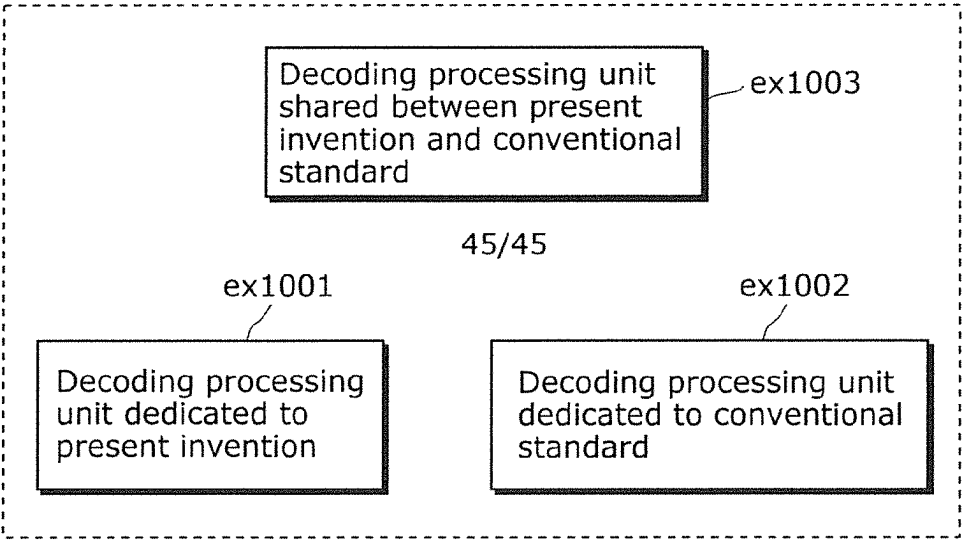 Decoding processing unit
shared between present
invention and conventional
standard
ex1003
45/45
ex1001
ex1002
Decoding processing
unit dedicated to
present invention
Decoding processing unit
dedicated to conventional
standard